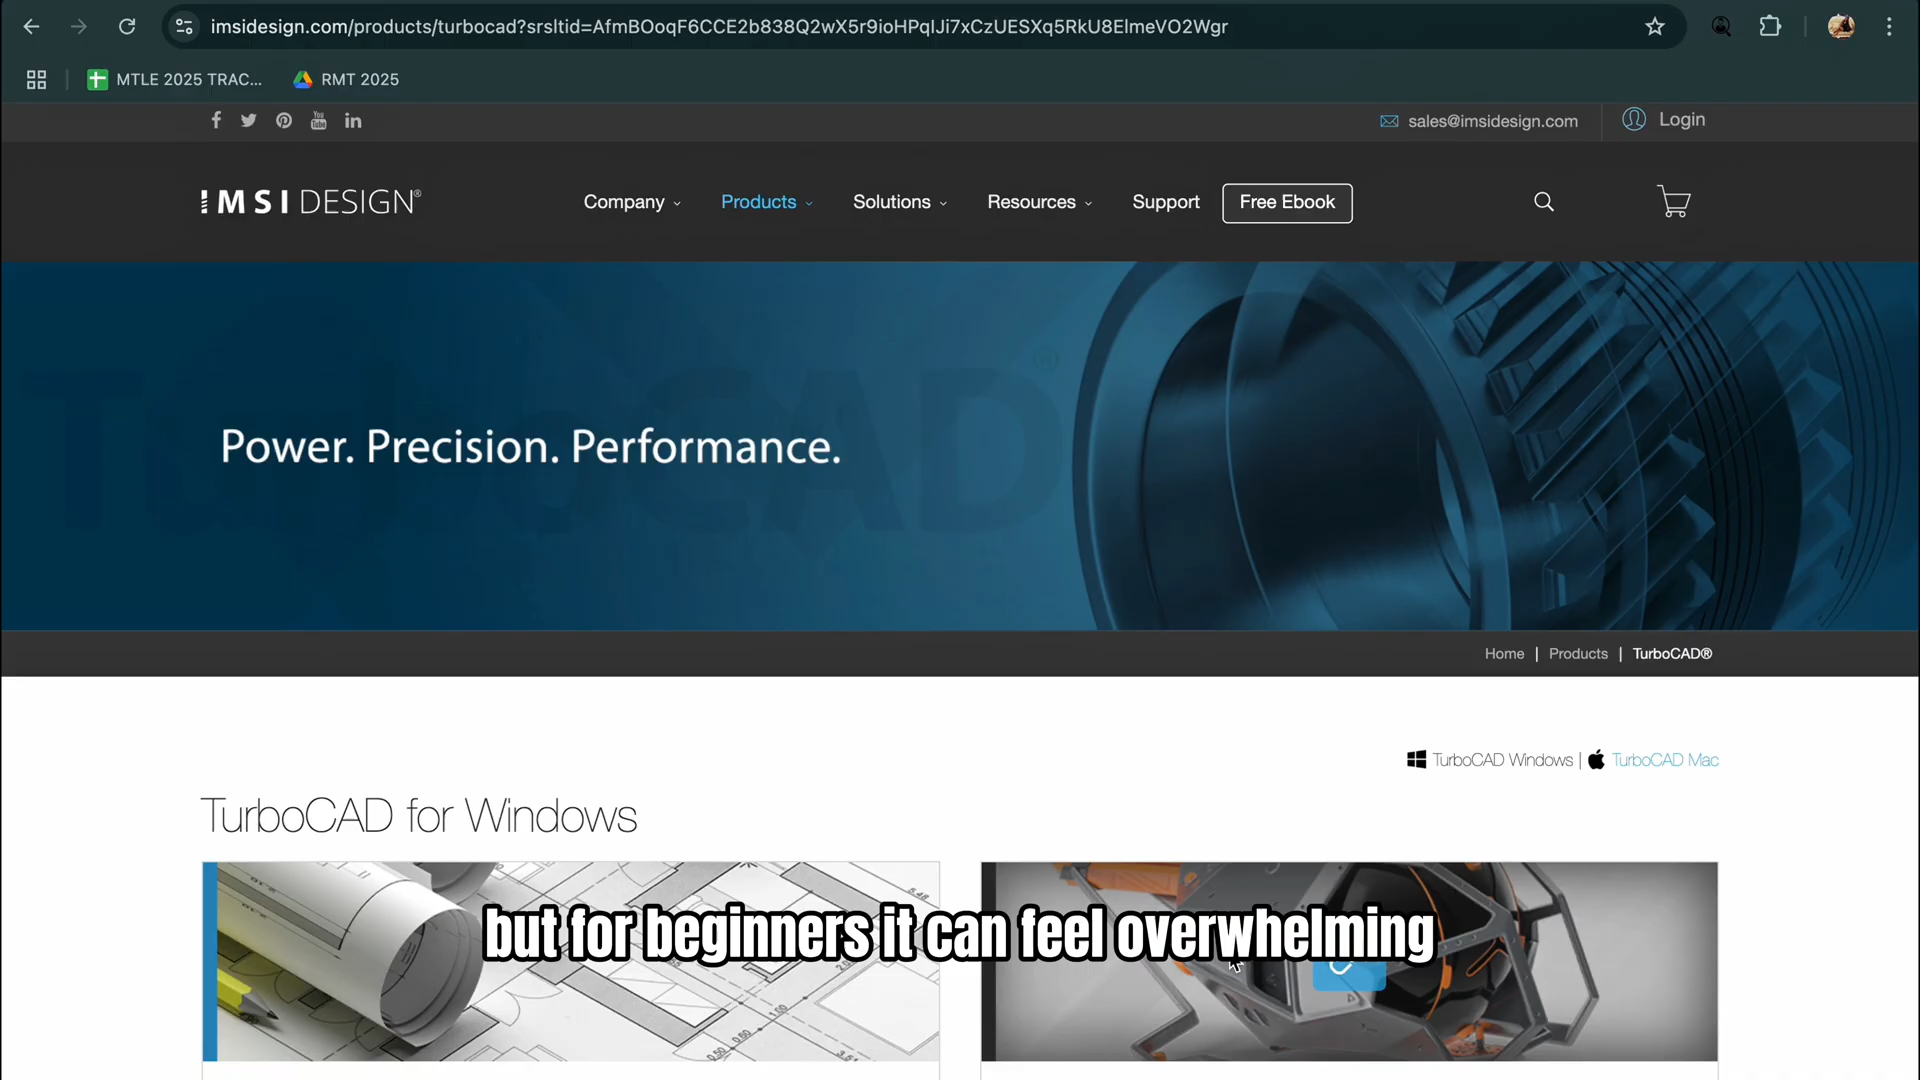 imsidesign.com/products/turbocad?srsltid=AfmBOoqF6CCE2b838Q2wX5r9ioHPqIJi7xCzUESXq5RkU8ElmeVO2Wgr
MTLE 2025 TRAC...
RMT 2025
sales@imsidesign.com
Login
IMSI DESIGN®
Company
Products
Solutions
Resources
Support
Free Ebook
TurboCAD®
Power. Precision. Performance.
Home | Products | TurboCAD®
TurboCAD Windows | TurboCAD Mac
TurboCAD for Windows
but for beginners it can feel overwhelming